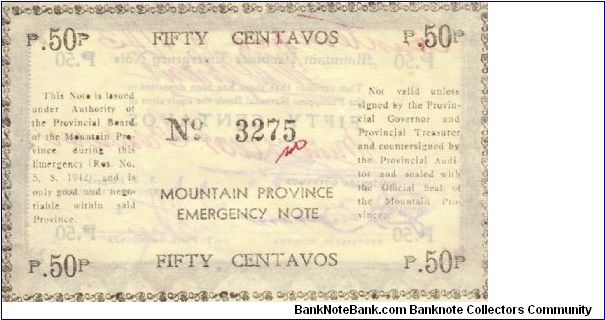 ₱.50₱ FIFTY CENTAVOS ₱.50₱
This Note is issued
under Authority of
the Provincial Board
of the Mountain Pro-
vince during this
Emergency (Res. No.
5, S. 1942) and is
only good and nego-
tiable within said
Province.
No 3275
MOUNTAIN PROVINCE
EMERGENCY NOTE
Not valid unless
signed by the Provin-
cial Governor and
Provincial Treasurer
and countersigned by
the Provincial Audi-
tor and sealed with
the Official Seal of
the Mountain Pro-
vince.
₱.50₱ FIFTY CENTAVOS ₱.50₱
BankNoteBank.com Banknote Collectors Community